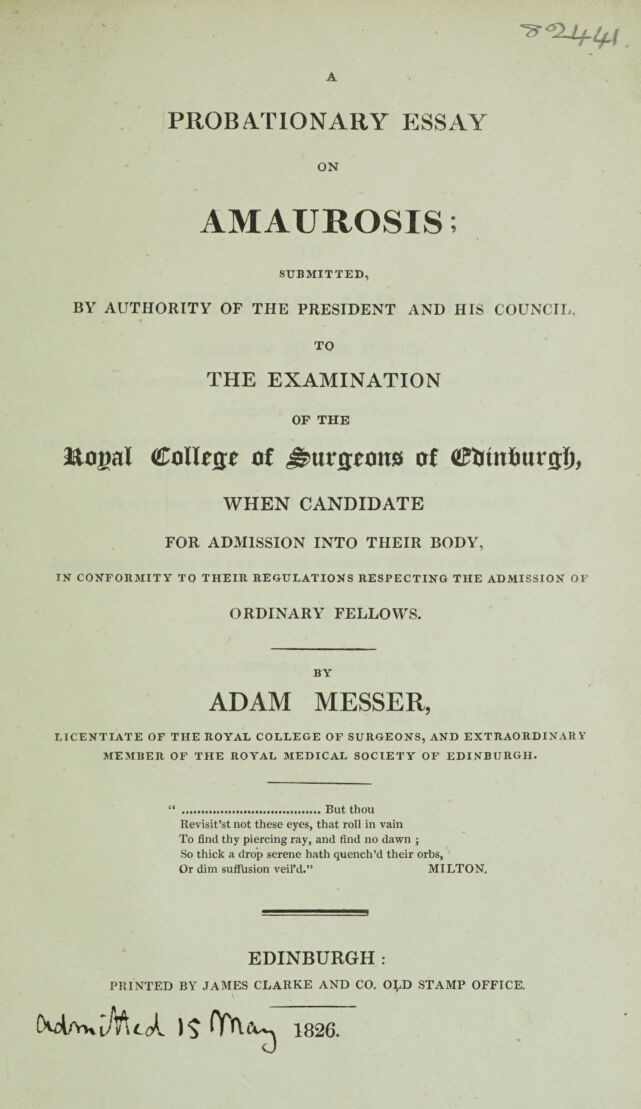 82441
A
PROBATIONARY ESSAY
ON
AMAUROSIS;
SUBMITTED,
BY AUTHORITY OF THE PRESIDENT AND HIS COUNCIL,
TO
THE EXAMINATION
OF THE
Royal College of Surgeons of Edinburgh,
WHEN CANDIDATE
FOR ADMISSION INTO THEIR BODY,
IN CONFORMITY TO THEIR REGULATIONS RESPECTING THE ADMISSION OF
ORDINARY FELLOWS.
BY
ADAM MESSER,
LICENTIATE OF THE ROYAL COLLEGE OF SURGEONS, AND EXTRAORDINARY
MEMBER OF THE ROYAL MEDICAL SOCIETY OF EDINBURGH.
“ .................................... But thou
Revisit'st not these eyes, that roll in vain
To find thy piercing ray, and find no dawn ;
So thick a drop serene hath quench'd their orbs,
Or dim suffusion veil'd.” MILTON.
EDINBURGH :
PRINTED BY JAMES CLARKE AND CO. OLD STAMP OFFICE.
Admitted 15 May 1826.